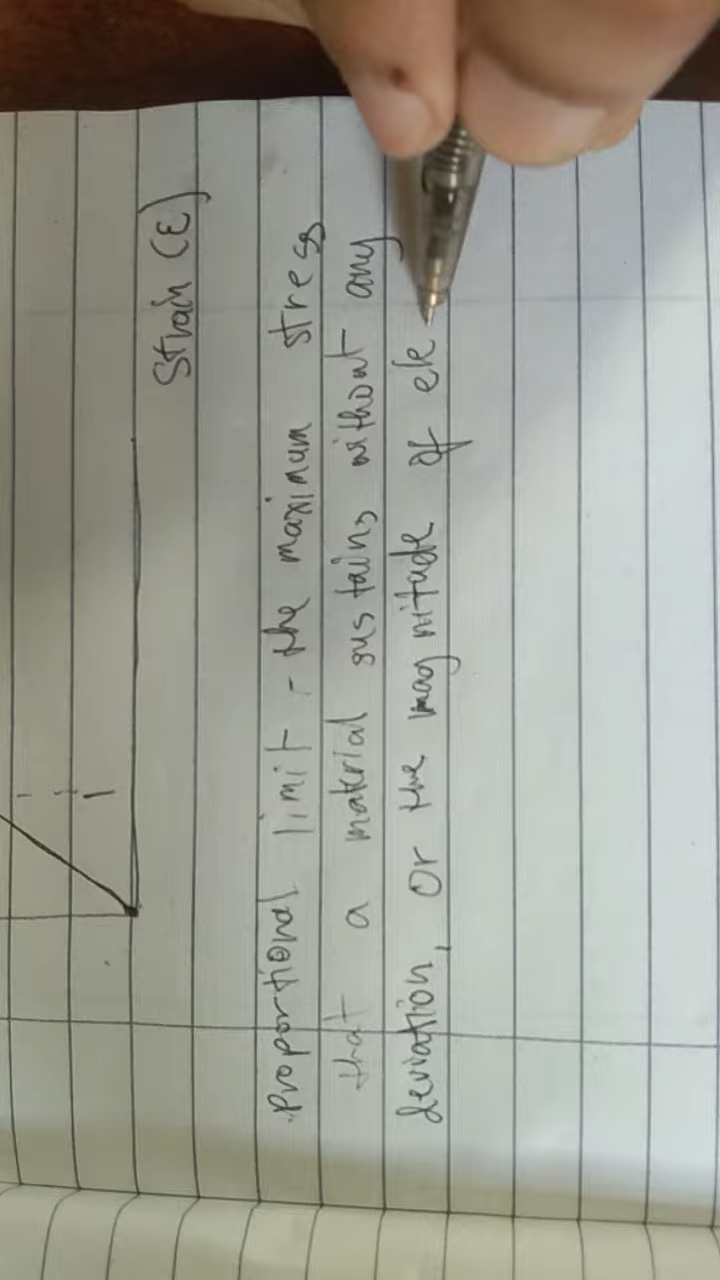 Strain (ε)
proportional limit - the maximum stress
that a material sustains without any
deviation, or the magnitude of ele